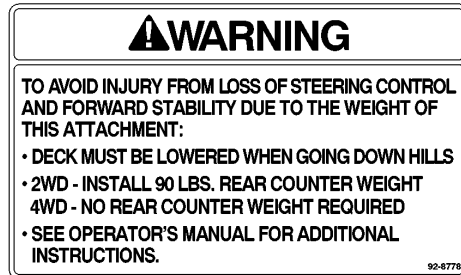 WARNING
TO AVOID INJURY FROM LOSS OF STEERING CONTROL
AND FORWARD STABILITY DUE TO THE WEIGHT OF
THIS ATTACHMENT:
• DECK MUST BE LOWERED WHEN GOING DOWN HILLS
• 2WD - INSTALL 90 LBS. REAR COUNTER WEIGHT
4WD - NO REAR COUNTER WEIGHT REQUIRED
• SEE OPERATOR'S MANUAL FOR ADDITIONAL
INSTRUCTIONS.
92-8778